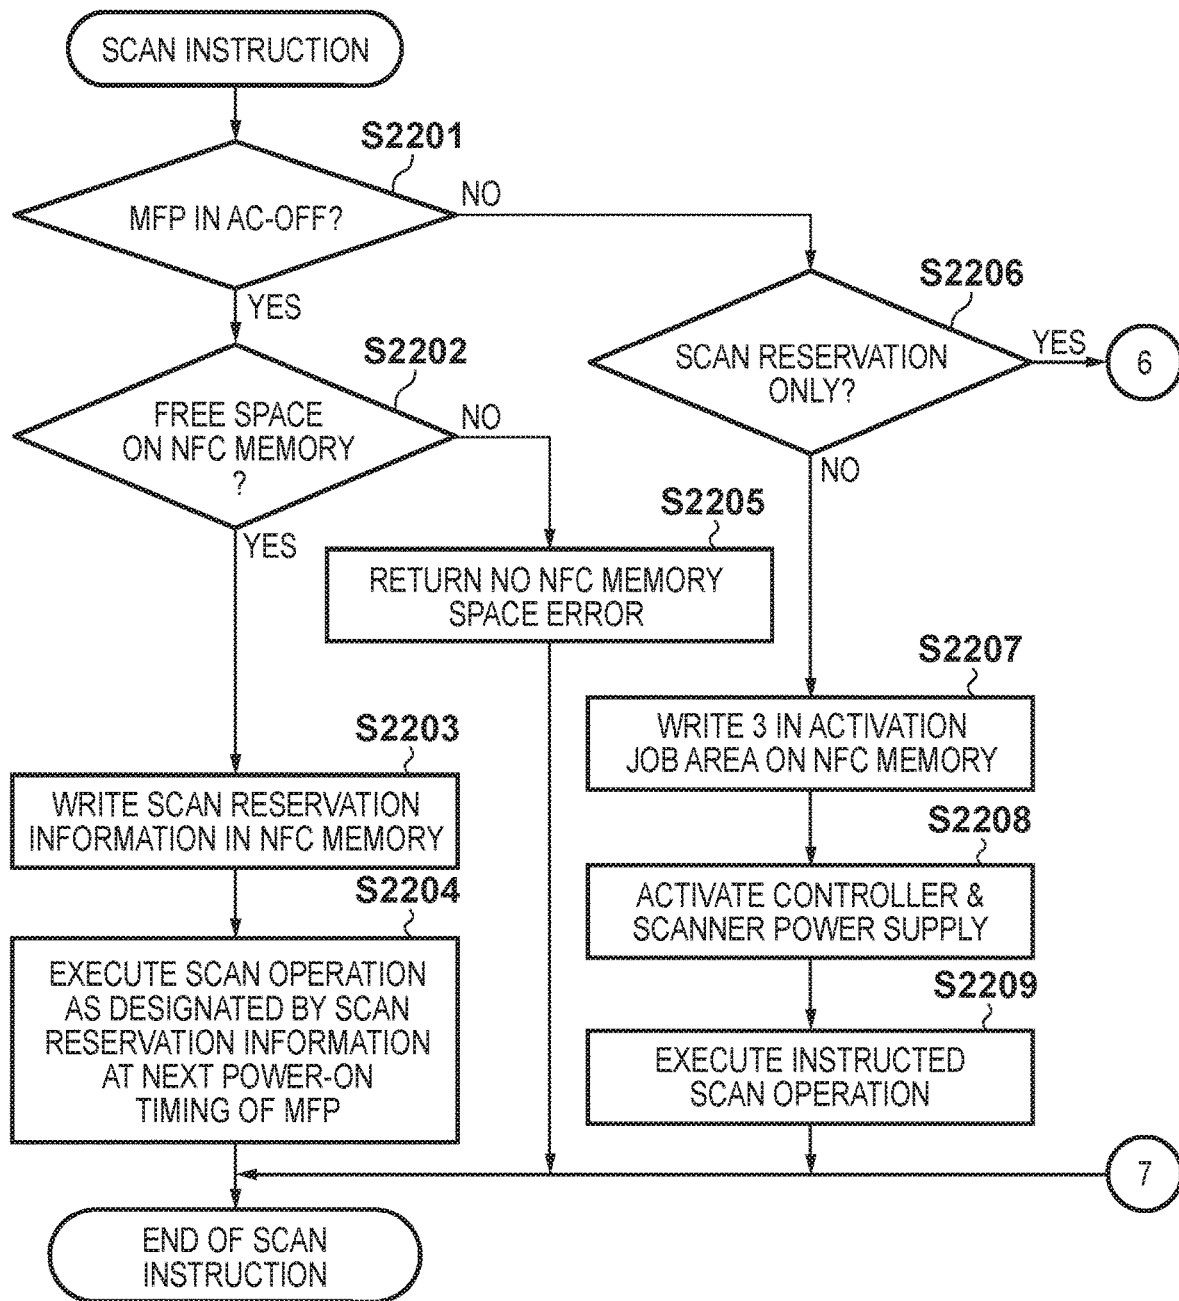 SCAN INSTRUCTION
S2201
MFP IN AC-OFF?
NO
YES
S2202
FREE SPACE
ON NFC MEMORY
?
NO
YES
S2206
SCAN RESERVATION
ONLY?
YES
6
NO
S2205
RETURN NO NFC MEMORY
SPACE ERROR
S2203
WRITE SCAN RESERVATION
INFORMATION IN NFC MEMORY
S2204
EXECUTE SCAN OPERATION
AS DESIGNATED BY SCAN
RESERVATION INFORMATION
AT NEXT POWER-ON
TIMING OF MFP
S2207
WRITE 3 IN ACTIVATION
JOB AREA ON NFC MEMORY
S2208
ACTIVATE CONTROLLER &
SCANNER POWER SUPPLY
S2209
EXECUTE INSTRUCTED
SCAN OPERATION
7
END OF SCAN
INSTRUCTION